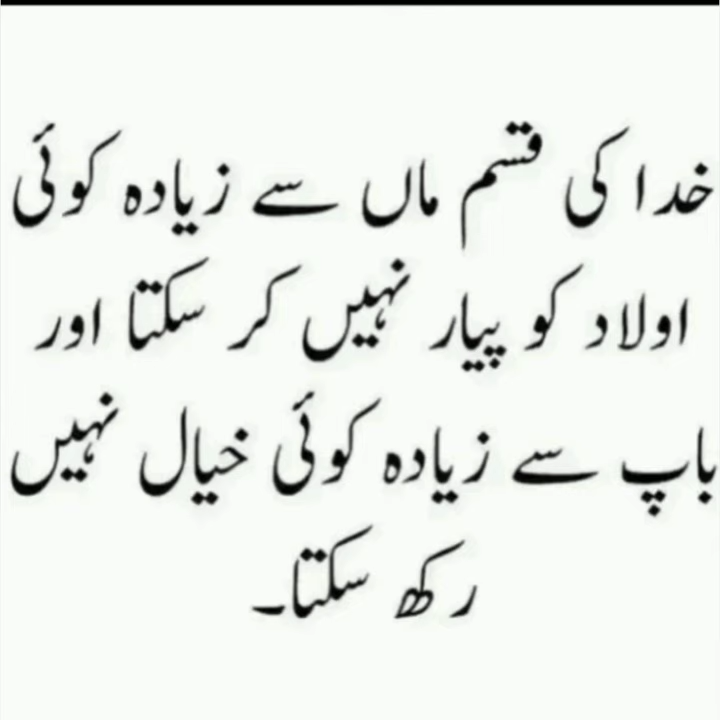 خدا کی قسم ماں سے زیادہ کوئی
اولاد کو پیار نہیں کر سکتا اور
باپ سے زیادہ کوئی خیال نہیں
رکھ سکتا۔